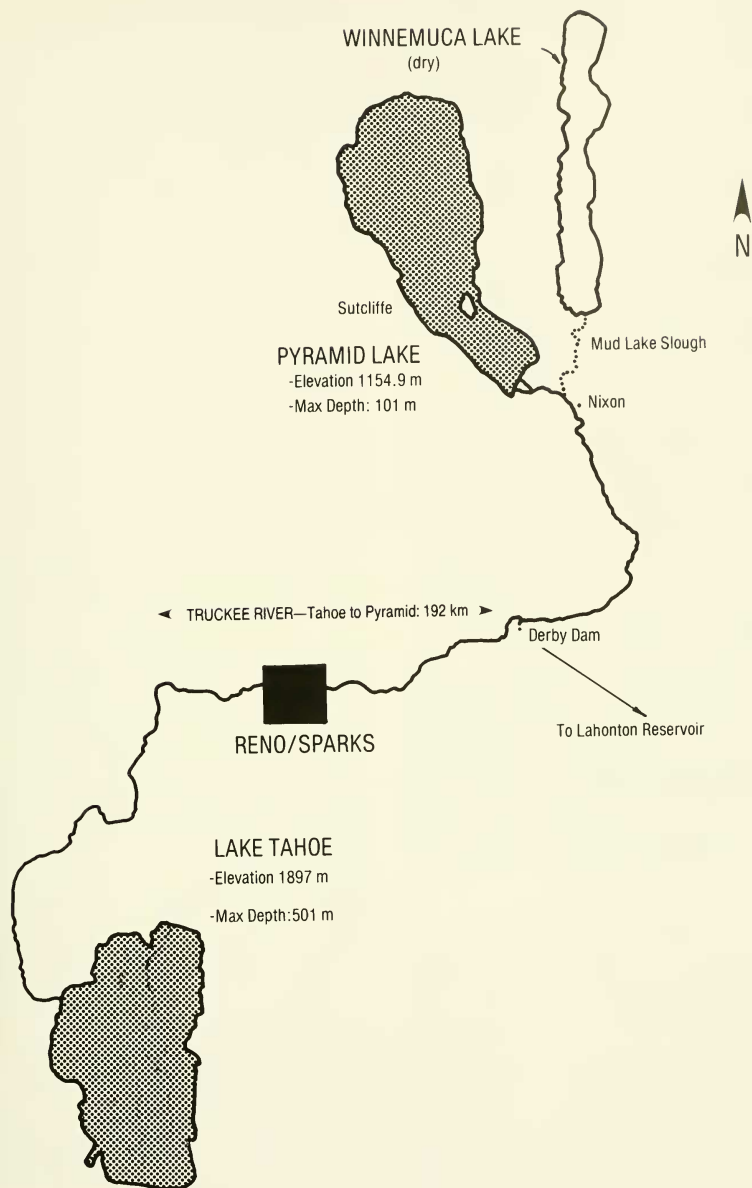 WINNEMUCA LAKE
(dry)
N
Sutcliffe
Mud Lake Slough
PYRAMID LAKE
-Elevation 1154.9 m
-Max Depth: 101 m
Nixon
TRUCKEE RIVER—Tahoe to Pyramid: 192 km
Derby Dam
RENO/SPARKS
To Lahonton Reservoir
LAKE TAHOE
-Elevation 1897 m
-Max Depth:501 m